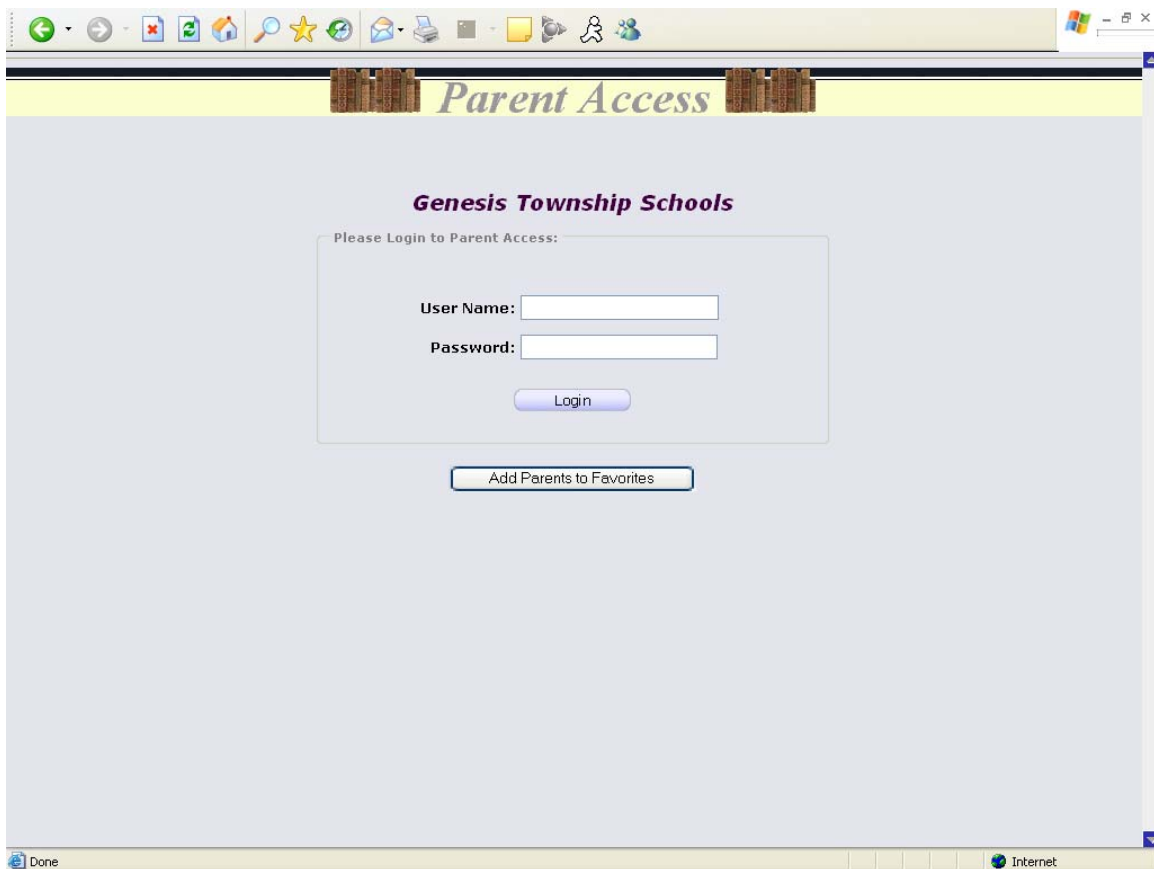 Parent Access
Genesis Township Schools
Please Login to Parent Access:
User Name:
Password:
Login
Add Parents to Favorites
Done
Internet